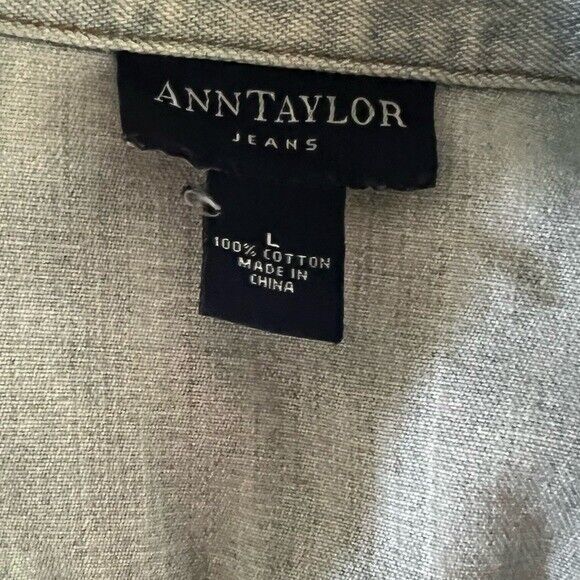 ANNTAYLOR
JEANS
L
100% COTTON
MADE IN
CHINA